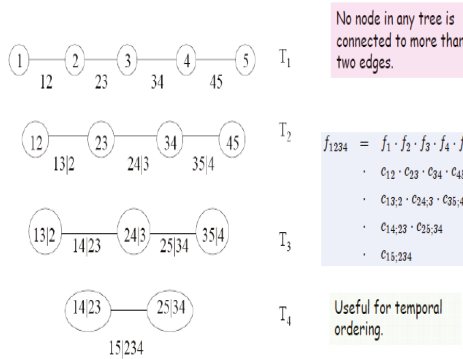 No node in any tree is
connected to more than
two edges.
1 2 3 4 5 T₁
12 23 34 45
12 23 34 45 T₂
13|2 24|3 35|4
f₁₂₃₄ = f₁ · f₂ · f₃ · f₄ ·
· c₁₂ · c₂₃ · c₃₄ ·
· c₁₃;₂ · c₂₄;₃ ·
· c₁₄;₂₃ · c₂₅;₃₄
· c₁₅;₂₃₄
13|2 24|3 35|4 T₃
14|23 25|34
14|23 25|34 T₄
15|234
Useful for temporal
ordering.